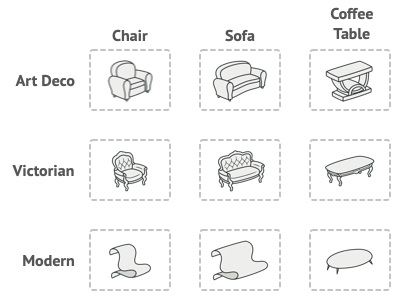 Chair
Sofa
Coffee
Table
Art Deco
Victorian
Modern